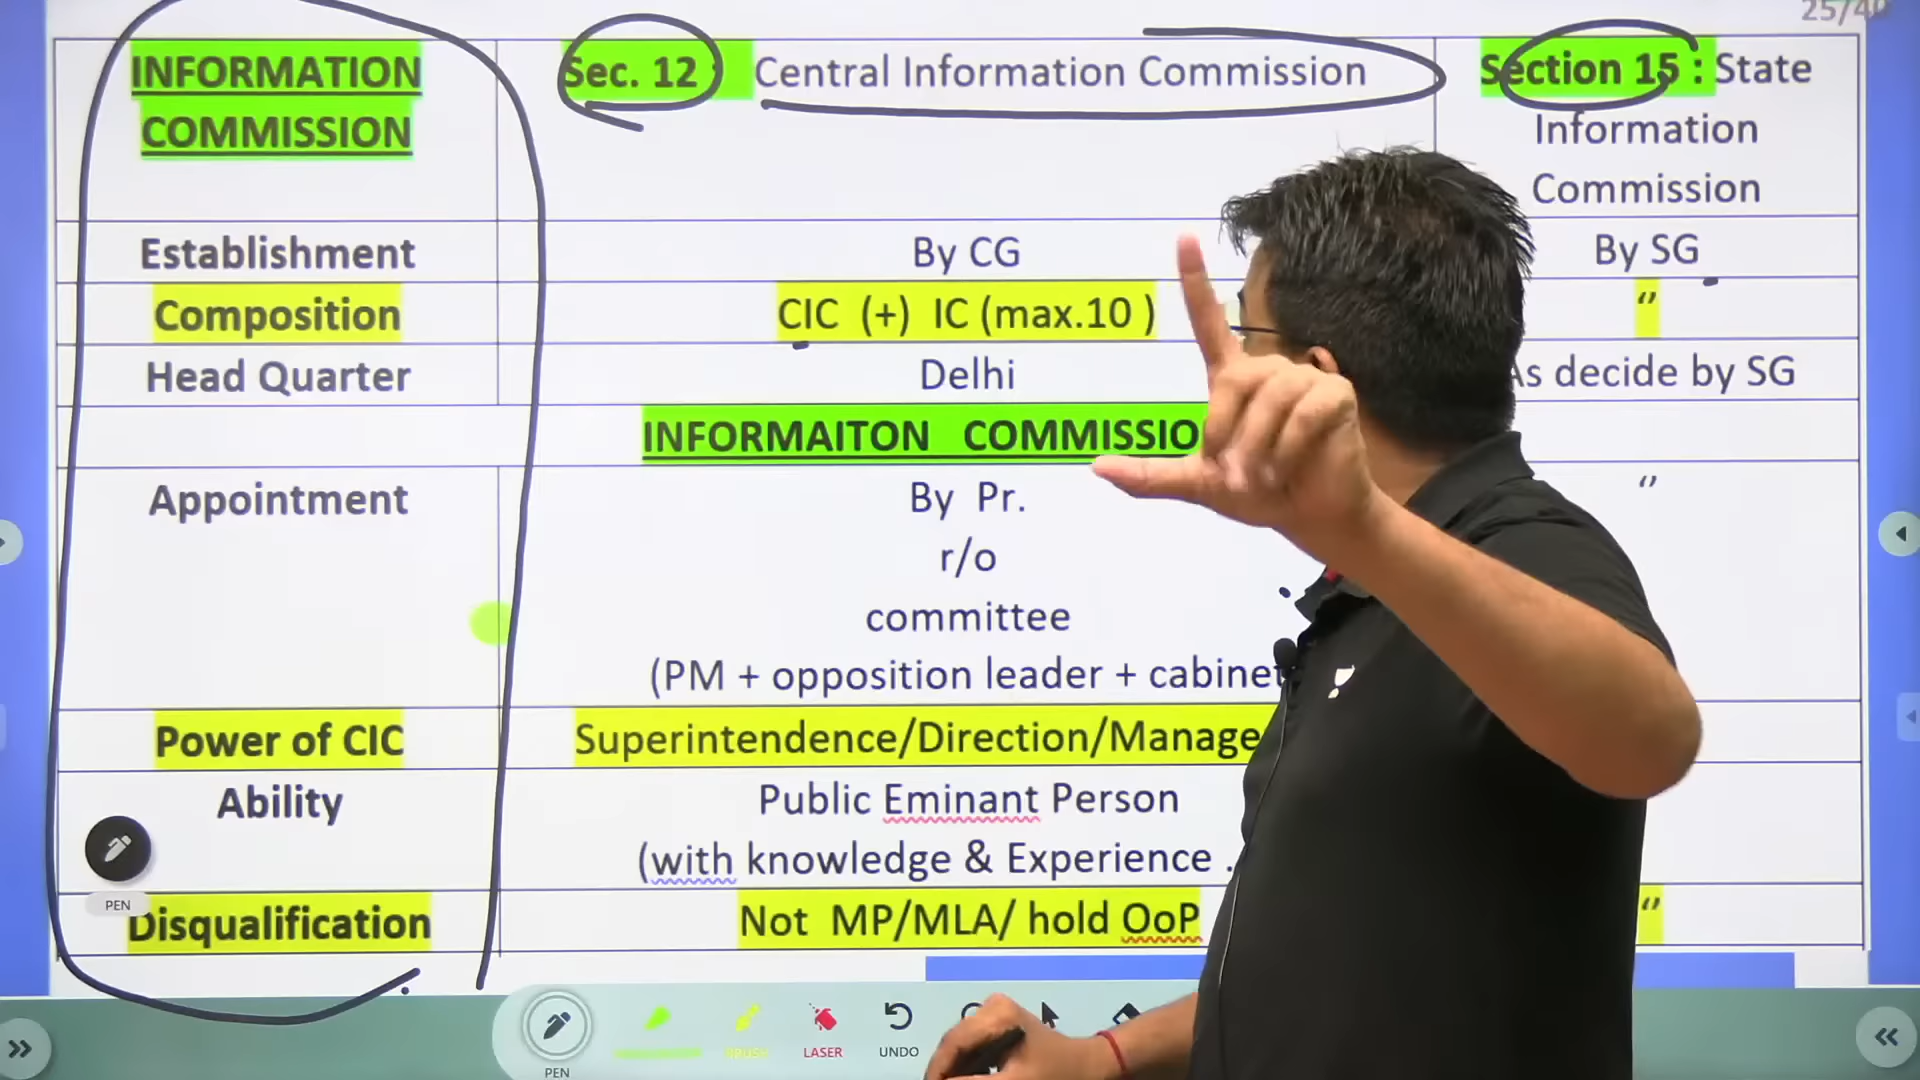 25/40
INFORMATION COMMISSION
Sec. 12 : Central Information Commission
Section 15 : State Information Commission
Establishment
By CG
By SG
Composition
CIC (+) IC (max.10 )
“
Head Quarter
Delhi
As decide by SG
INFORMAITON COMMISSIO
Appointment
By Pr.
r/o
committee
(PM + opposition leader + cabinet
“
Power of CIC
Superintendence/Direction/Manage
Ability
Public Eminant Person
(with knowledge & Experience .
Disqualification
Not MP/MLA/ hold OoP
“
PEN
PEN
BRUSH
LASER
UNDO